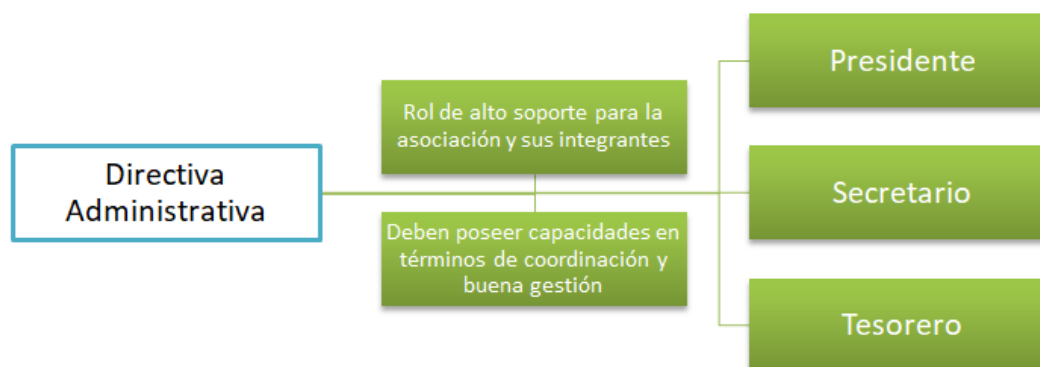 Directiva
Administrativa
Rol de alto soporte para la
asociación y sus integrantes
Deben poseer capacidades en
términos de coordinación y
buena gestión
Presidente
Secretario
Tesorero